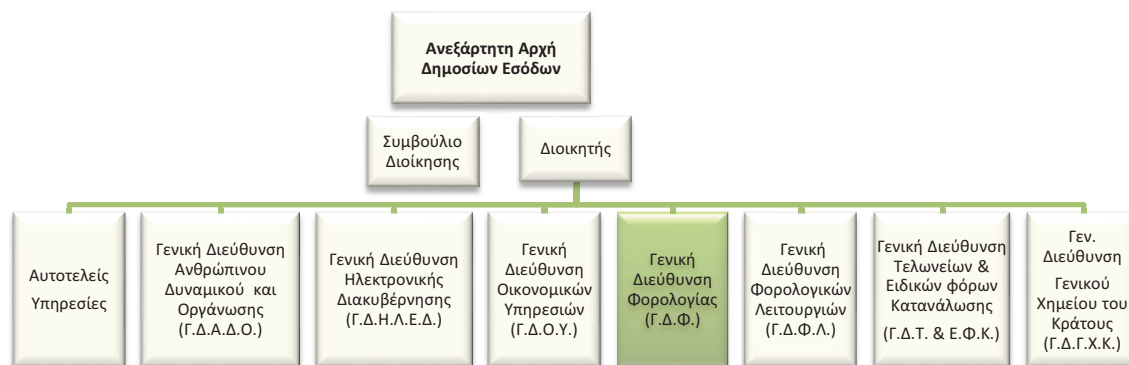 Ανεξάρτητη Αρχή
Δημοσίων Εσόδων
Συμβούλιο
Διοίκησης
Διοικητής
Αυτοτελείς
Υπηρεσίες
Γενική Διεύθυνση
Ανθρώπινου
Δυναμικού και
Οργάνωσης
(Γ.Δ.Α.Δ.Ο.)
Γενική Διεύθυνση
Ηλεκτρονικής
Διακυβέρνησης
(Γ.Δ.Η.Λ.Ε.Δ.)
Γενική
Διεύθυνση
Οικονομικών
Υπηρεσιών
(Γ.Δ.Ο.Υ.)
Γενική
Διεύθυνση
Φορολογίας
(Γ.Δ.Φ.)
Γενική
Διεύθυνση
Φορολογικών
Λειτουργιών
(Γ.Δ.Φ.Λ.)
Γενική Διεύθυνση
Τελωνείων &
Ειδικών φόρων
Κατανάλωσης
(Γ.Δ.Τ. & Ε.Φ.Κ.)
Γεν.
Διεύθυνση
Γενικού
Χημείου του
Κράτους
(Γ.Δ.Γ.Χ.Κ.)